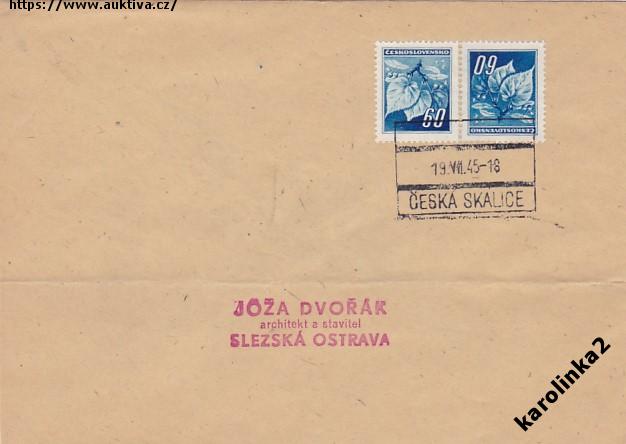 https://www.auktiva.cz/
ČESKOSLOVENSKO
60
60
ČESKOSLOVENSKO
19.VII.45-18
ČESKÁ SKALICE
JÓŽA DVOŘÁK
architekt a stavitel
SLEZSKÁ OSTRAVA
karolinka2